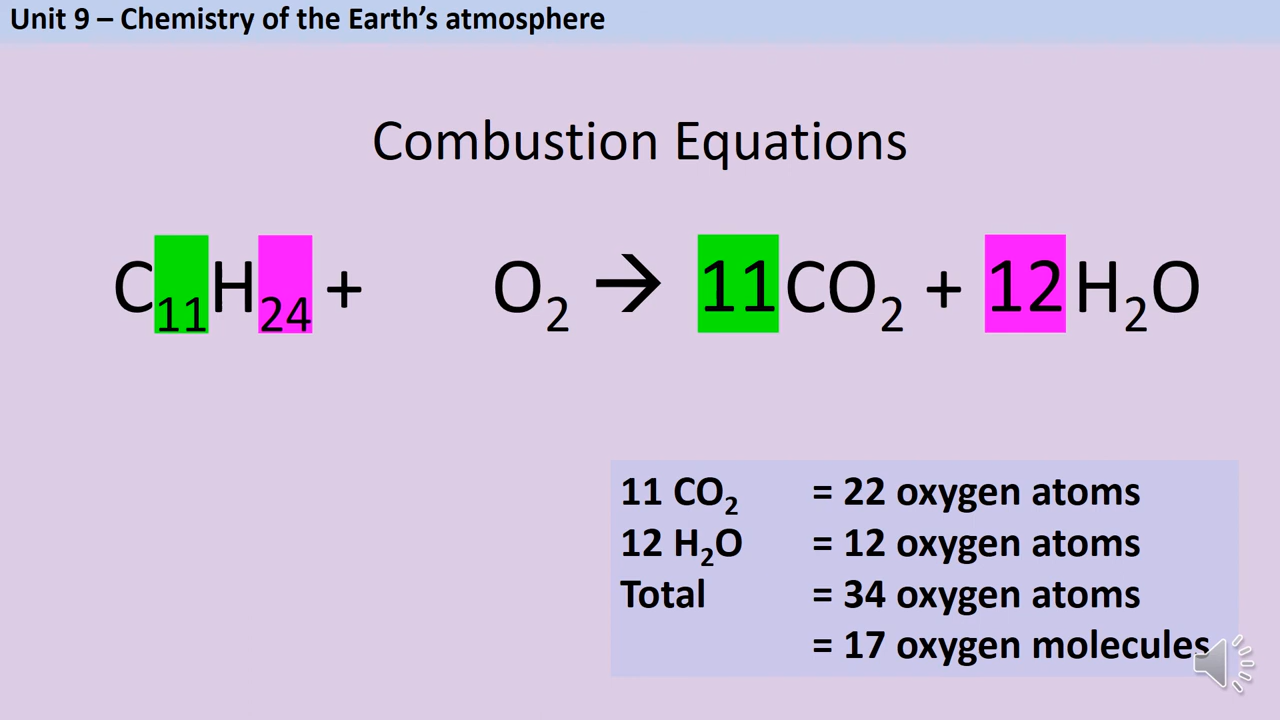 Unit 9 – Chemistry of the Earth’s atmosphere
Combustion Equations
C₁₁H₂₄ + O₂ → 11CO₂ + 12H₂O
11 CO₂ = 22 oxygen atoms
12 H₂O = 12 oxygen atoms
Total = 34 oxygen atoms
= 17 oxygen molecules